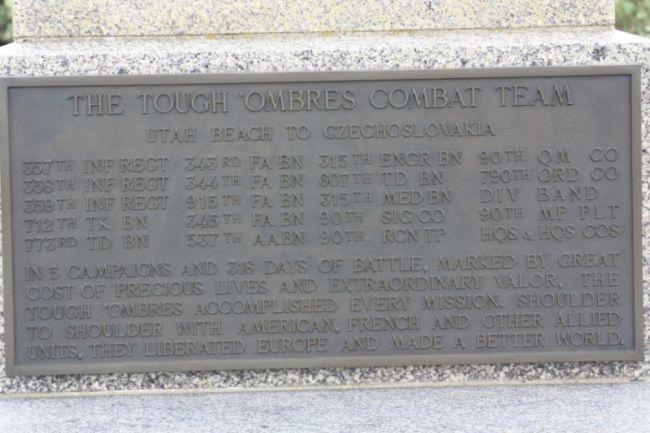 THE TOUGH 'OMBRES COMBAT TEAM
UTAH BEACH TO CZECHOSLOVAKIA
357TH INF REGT 343RD FA BN 315TH ENGR BN 90TH QM CO
358TH INF REGT 344TH FA BN 607TH TD BN 790TH ORD CO
359TH INF REGT 915TH FA BN 315TH MED BN DIV BAND
712TH TK BN 345TH FA BN 90TH SIG CO 90TH MP PLT
773RD TD BN 537TH AA BN 90TH RCN TP HQS & HQS COS
IN 5 CAMPAIGNS AND 318 DAYS OF BATTLE, MARKED BY GREAT
COST OF PRECIOUS LIVES AND EXTRAORDINARY VALOR, THE
TOUGH 'OMBRES ACCOMPLISHED EVERY MISSION. SHOULDER
TO SHOULDER WITH AMERICAN, FRENCH AND OTHER ALLIED
UNITS, THEY LIBERATED EUROPE AND MADE A BETTER WORLD.